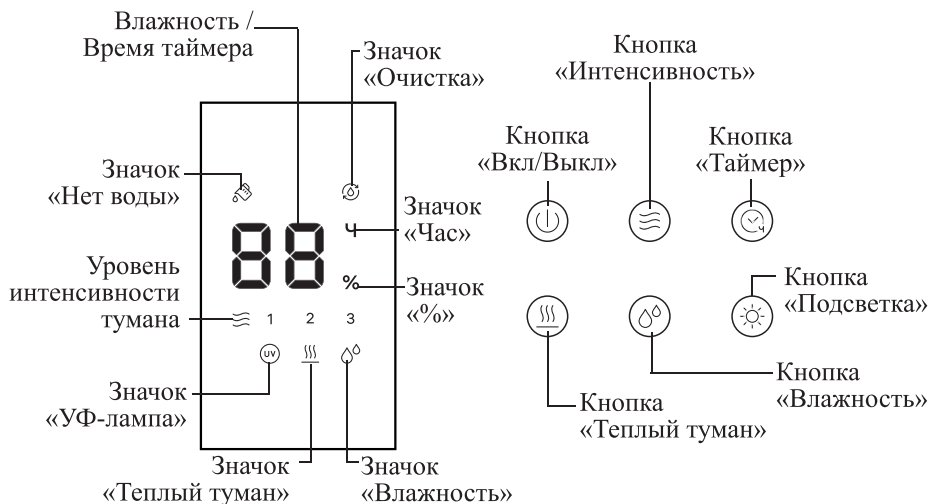 Влажность /
Время таймера
Значок
«Очистка»
Кнопка
«Интенсивность»
Кнопка
«Вкл/Выкл»
Кнопка
«Таймер»
Значок
«Нет воды»
88
ч
Значок
«Час»
%
Значок
«%»
Уровень
интенсивности
тумана
1 2 3
UV
ч
Кнопка
«Подсветка»
Значок
«УФ-лампа»
Кнопка
«Влажность»
Кнопка
«Теплый туман»
Значок
«Теплый туман»
Значок
«Влажность»